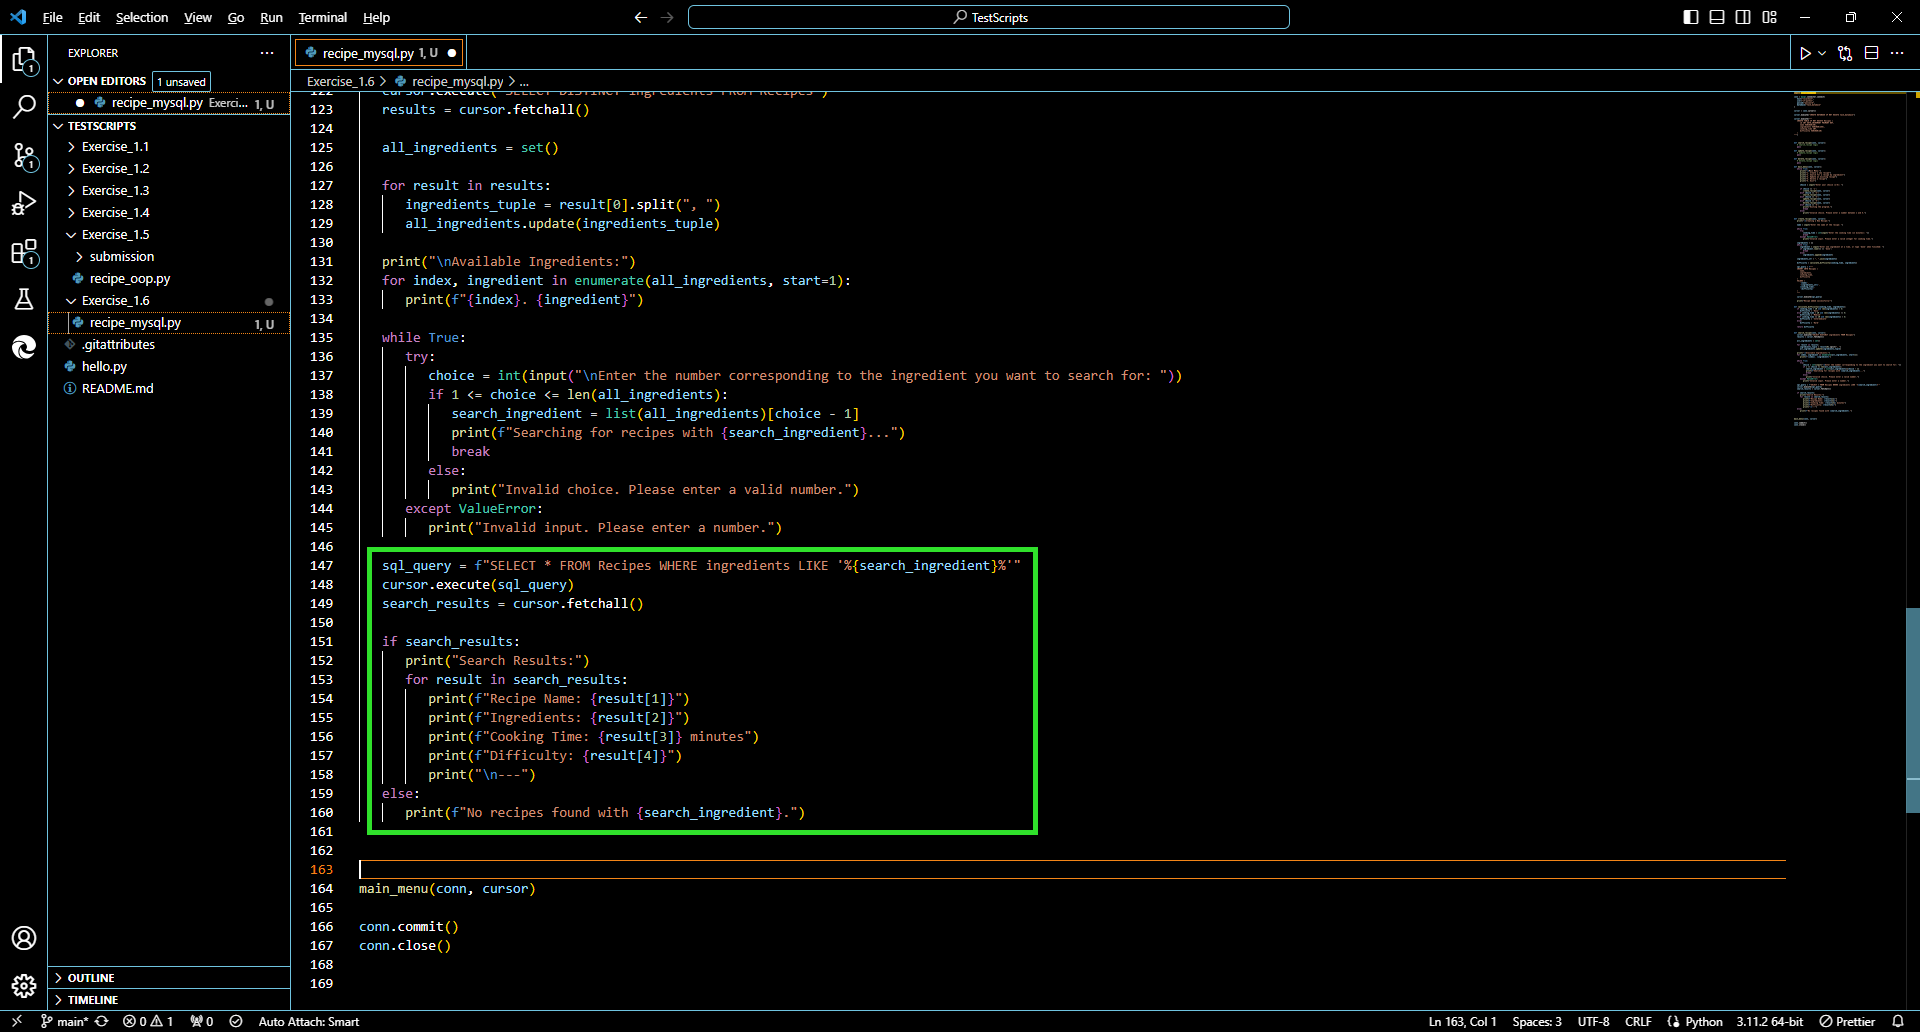 File Edit Selection View Go Run Terminal Help
TestScripts
EXPLORER
OPEN EDITORS 1 unsaved
recipe_mysql.py Exerci... 1, U
TESTSCRIPTS
Exercise_1.1
Exercise_1.2
Exercise_1.3
Exercise_1.4
Exercise_1.5
submission
recipe_oop.py
Exercise_1.6
recipe_mysql.py 1, U
.gitattributes
hello.py
README.md
OUTLINE
TIMELINE
recipe_mysql.py 1, U
Exercise_1.6 > recipe_mysql.py > ...
122 cursor.execute("SELECT DISTINCT ingredients FROM Recipes")
123 results = cursor.fetchall()
124
125 all_ingredients = set()
126
127 for result in results:
128 ingredients_tuple = result[0].split(", ")
129 all_ingredients.update(ingredients_tuple)
130
131 print("\nAvailable Ingredients:")
132 for index, ingredient in enumerate(all_ingredients, start=1):
133 print(f"{index}. {ingredient}")
134
135 while True:
136 try:
137 choice = int(input("\nEnter the number corresponding to the ingredient you want to search for: "))
138 if 1 <= choice <= len(all_ingredients):
139 search_ingredient = list(all_ingredients)[choice - 1]
140 print(f"Searching for recipes with {search_ingredient}...")
141 break
142 else:
143 print("Invalid choice. Please enter a valid number.")
144 except ValueError:
145 print("Invalid input. Please enter a number.")
146
147 sql_query = f"SELECT * FROM Recipes WHERE ingredients LIKE '%{search_ingredient}%'"
148 cursor.execute(sql_query)
149 search_results = cursor.fetchall()
150
151 if search_results:
152 print("Search Results:")
153 for result in search_results:
154 print(f"Recipe Name: {result[1]}")
155 print(f"Ingredients: {result[2]}")
156 print(f"Cooking Time: {result[3]} minutes")
157 print(f"Difficulty: {result[4]}")
158 print("\n---")
159 else:
160 print(f"No recipes found with {search_ingredient}.")
161
162
163
164 main_menu(conn, cursor)
165
166 conn.commit()
167 conn.close()
168
169
main* 0 1 0 Auto Attach: Smart Ln 163, Col 1 Spaces: 3 UTF-8 CRLF Python 3.11.2 64-bit Prettier